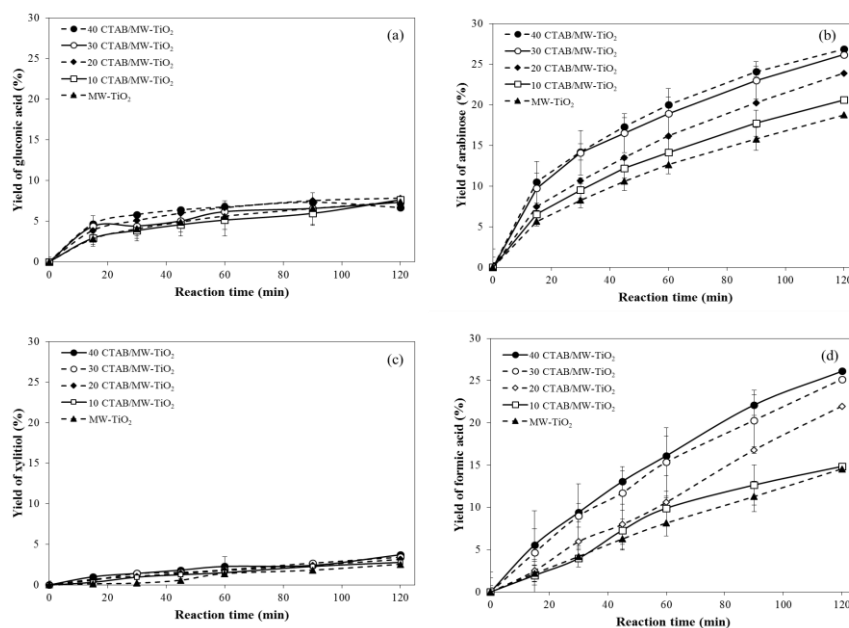 (a)
40 CTAB/MW-TiO2
30 CTAB/MW-TiO2
20 CTAB/MW-TiO2
10 CTAB/MW-TiO2
MW-TiO2
Yield of gluconic acid (%)
30
25
20
15
10
5
0
0 20 40 60 80 100 120
Reaction time (min)
(b)
40 CTAB/MW-TiO2
30 CTAB/MW-TiO2
20 CTAB/MW-TiO2
10 CTAB/MW-TiO2
MW-TiO2
Yield of arabinose (%)
30
25
20
15
10
5
0
0 20 40 60 80 100 120
Reaction time (min)
(c)
40 CTAB/MW-TiO2
30 CTAB/MW-TiO2
20 CTAB/MW-TiO2
10 CTAB/MW-TiO2
MW-TiO2
Yield of xylitiol (%)
30
25
20
15
10
5
0
0 20 40 60 80 100 120
Reaction time (min)
(d)
40 CTAB/MW-TiO2
30 CTAB/MW-TiO2
20 CTAB/MW-TiO2
10 CTAB/MW-TiO2
MW-TiO2
Yield of formic acid (%)
30
25
20
15
10
5
0
0 20 40 60 80 100 120
Reaction time (min)